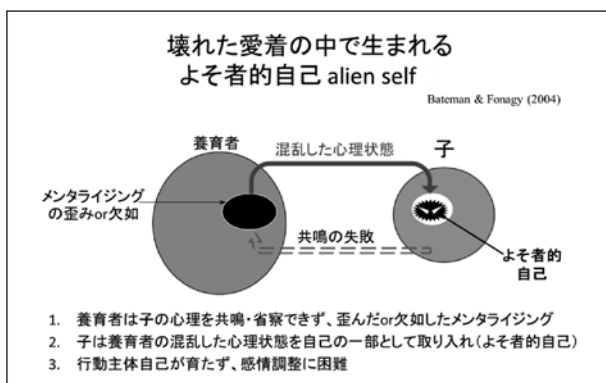 壊れた愛着の中で生まれる
よそ者的自己 alien self
Bateman & Fonagy (2004)
養育者
混乱した心理状態
子
メンタライジング
の歪みor欠如
共鳴の失敗
よそ者的
自己
1. 養育者は子の心理を共鳴・省察できず、歪んだor欠如したメンタライジング
2. 子は養育者の混乱した心理状態を自己の一部として取り入れ(よそ者的自己)
3. 行動主体自己が育たず、感情調整に困難